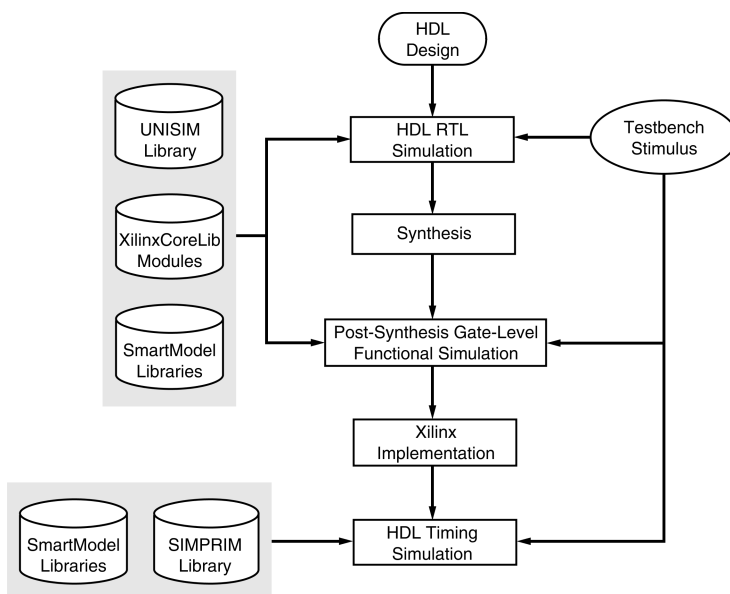 HDL
Design
UNISIM
Library
HDL RTL
Simulation
Testbench
Stimulus
XilinxCoreLib
Modules
Synthesis
SmartModel
Libraries
Post-Synthesis Gate-Level
Functional Simulation
Xilinx
Implementation
SmartModel
Libraries
SIMPRIM
Library
HDL Timing
Simulation